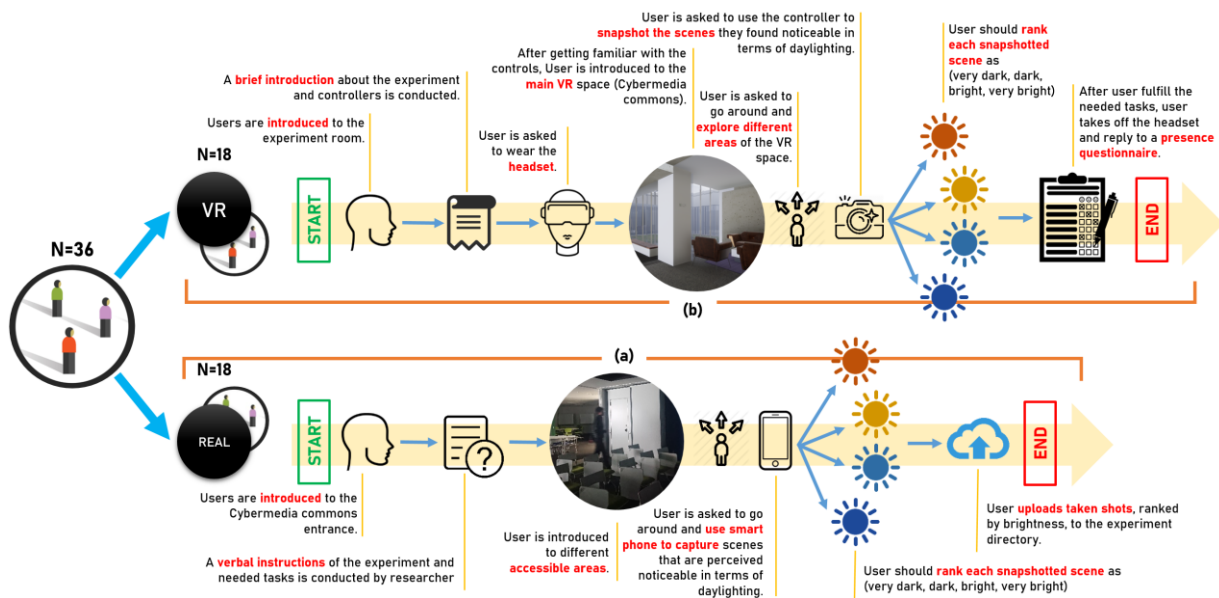 User is asked to use the controller to
snapshot the scenes they found noticeable in
terms of daylighting.
User should rank
each snapshotted
scene as
(very dark, dark,
bright, very bright)
After getting familiar with the
controls, User is introduced to the
main VR space (Cybermedia
commons).
A brief introduction about the experiment
and controllers is conducted.
User is asked to
go around and
explore different
areas of the VR
space.
After user fulfill the
needed tasks, user
takes off the headset
and reply to a presence
questionnaire.
Users are introduced to the
experiment room.
User is asked
to wear the
headset.
N=18
VR
START
END
N=36
(b)
(a)
N=18
REAL
START
?
END
Users are introduced to the
Cybermedia commons
entrance.
A verbal instructions of the experiment and
needed tasks is conducted by researcher
User is introduced
to different
accessible areas.
User is asked to go
around and use smart
phone to capture scenes
that are perceived
noticeable in terms of
daylighting.
User uploads taken shots, ranked
by brightness, to the experiment
directory.
User should rank each snapshotted scene as
(very dark, dark, bright, very bright)